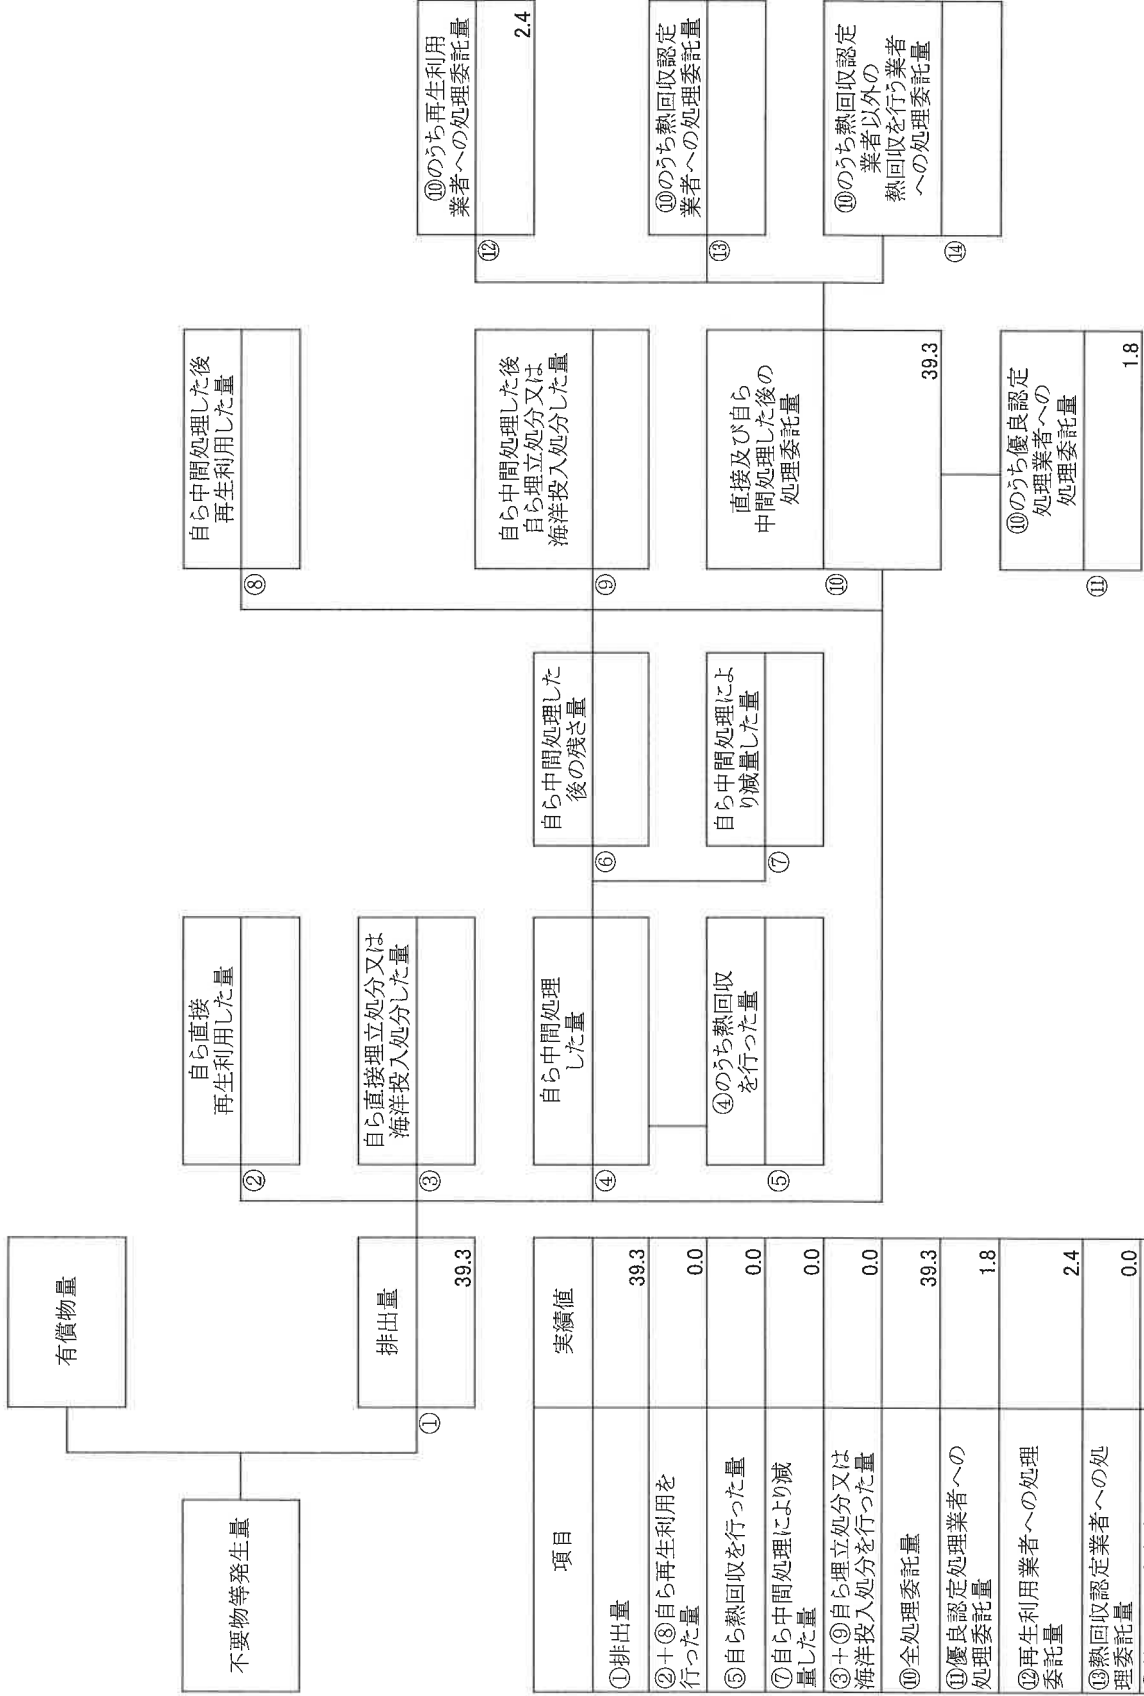 不要物等発生量
有償物量
①
排出量
39.3
②
自ら直接
再生利用した量
③
自ら直接埋立処分又は
海洋投入処分した量
④
自ら中間処理
した量
⑤
④のうち熱回収
を行った量
⑥
自ら中間処理した
後の残さ量
⑦
自ら中間処理によ
り減量した量
⑧
自ら中間処理した後
再生利用した量
⑨
自ら中間処理した後
自ら埋立処分又は
海洋投入処分した量
⑩
直接及び自ら
中間処理した後の
処理委託量
39.3
⑪
⑩のうち優良認定
処理業者への
処理委託量
1.8
⑫
⑩のうち再生利用
業者への処理委託量
2.4
⑬
⑩のうち熱回収認定
業者への処理委託量
⑭
⑩のうち熱回収認定
業者以外の
熱回収を行う業者
への処理委託量
項目
実績値
①排出量
39.3
②+⑧自ら再生利用を
行った量
0.0
⑤自ら熱回収を行った量
0.0
⑦自ら中間処理により減
量した量
0.0
③+⑨自ら埋立処分又は
海洋投入処分を行った量
0.0
⑩全処理委託量
39.3
⑪優良認定処理業者への
処理委託量
1.8
⑫再生利用業者への処理
委託量
2.4
⑬熱回収認定業者への処
理委託量
0.0